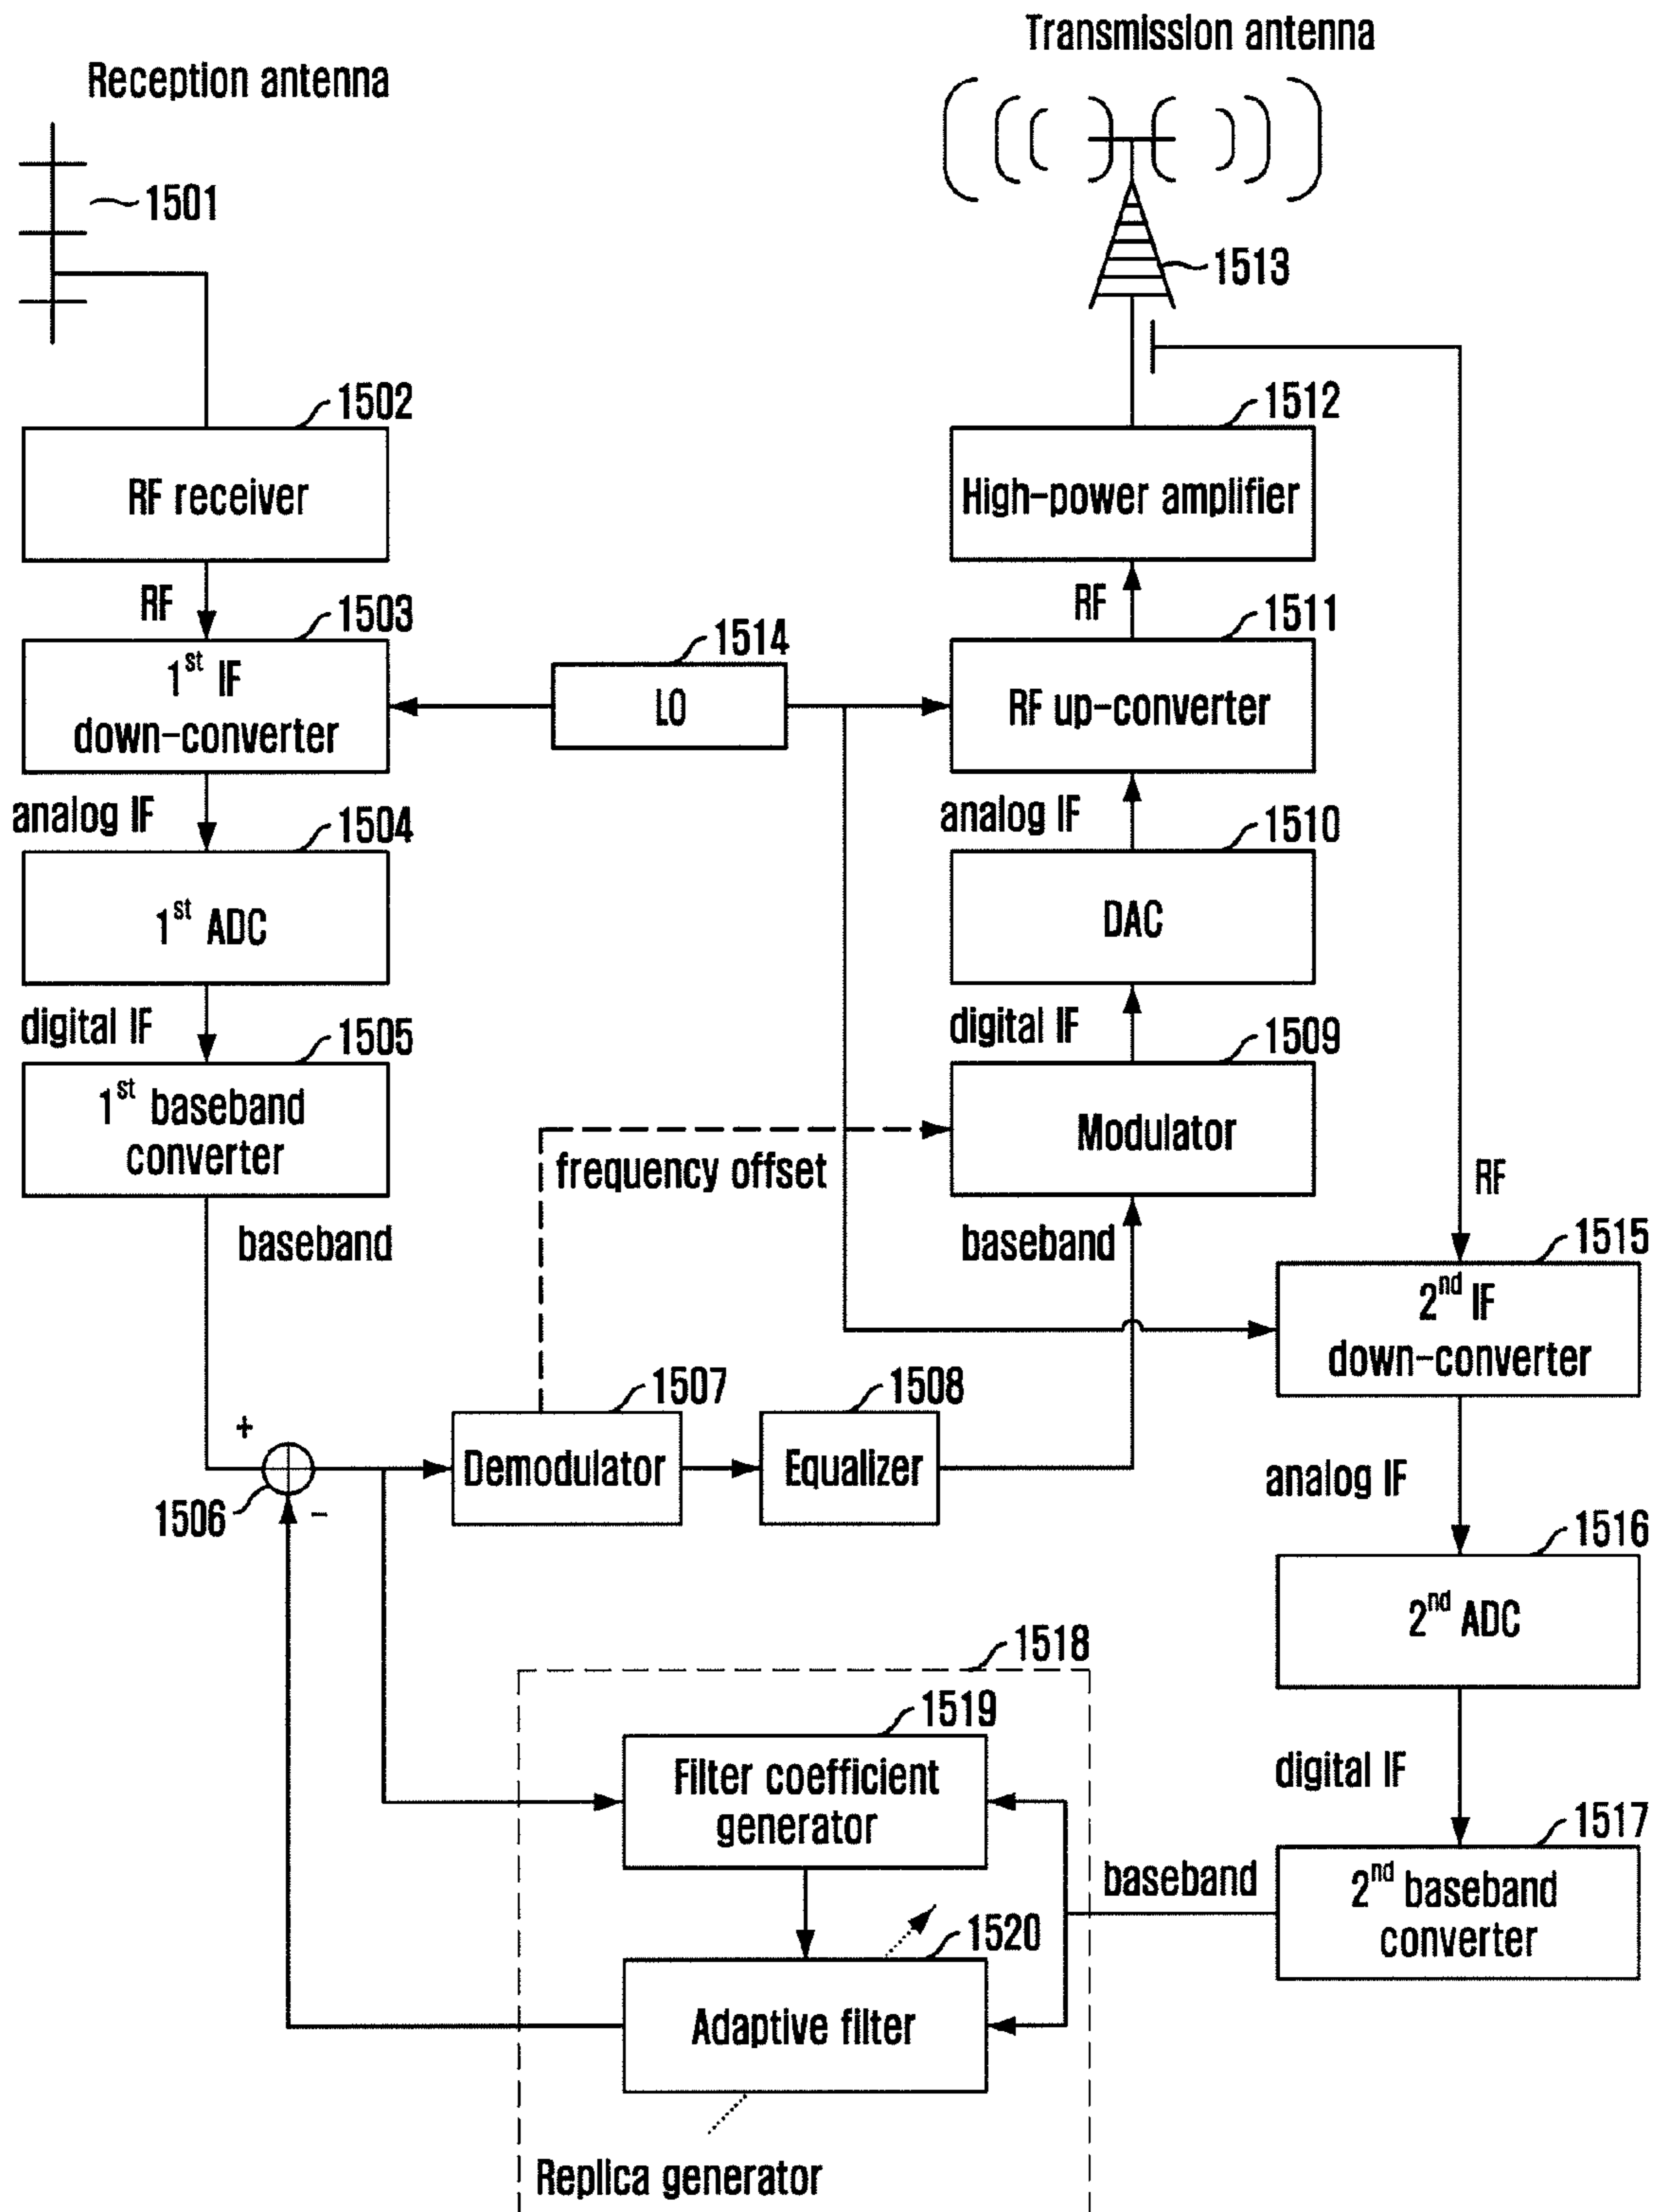 Transmission antenna
Reception antenna
1501
1513
1502
RF receiver
1512
High-power amplifier
RF
1503
1st IF
down-converter
1514
LO
RF
1511
RF up-converter
analog IF
1504
1st ADC
analog IF
1510
DAC
digital IF
1505
1st baseband
converter
digital IF
1509
Modulator
frequency offset
baseband
baseband
RF
1515
2nd IF
down-converter
+
1506
-
1507
Demodulator
1508
Equalizer
analog IF
1516
2nd ADC
1518
1519
Filter coefficient
generator
digital IF
1517
2nd baseband
converter
baseband
1520
Adaptive filter
Replica generator